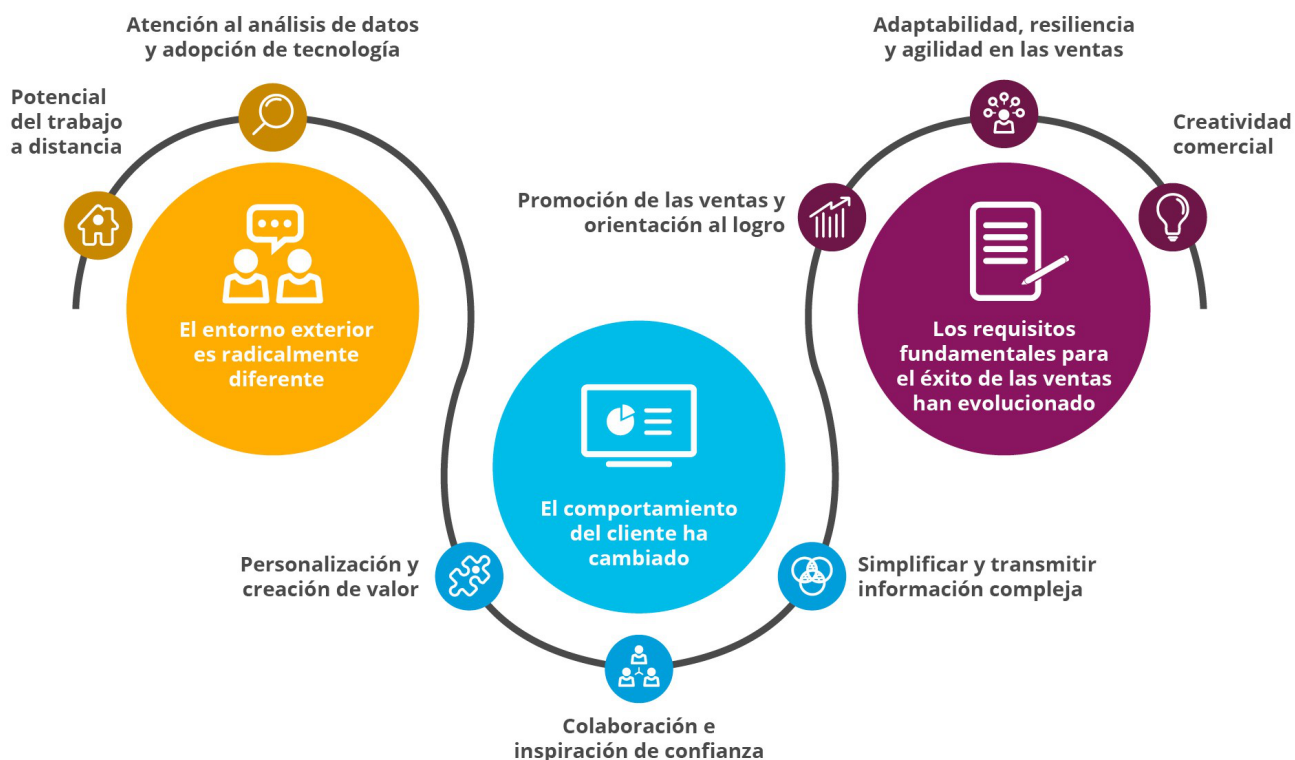 Atención al análisis de datos
y adopción de tecnología
Potencial
del trabajo
a distancia
El entorno exterior
es radicalmente
diferente
Personalización y
creación de valor
El comportamiento
del cliente ha
cambiado
Colaboración e
inspiración de confianza
Simplificar y transmitir
información compleja
Promoción de las ventas y
orientación al logro
Adaptabilidad, resiliencia
y agilidad en las ventas
Creatividad
comercial
Los requisitos
fundamentales para
el éxito de las ventas
han evolucionado